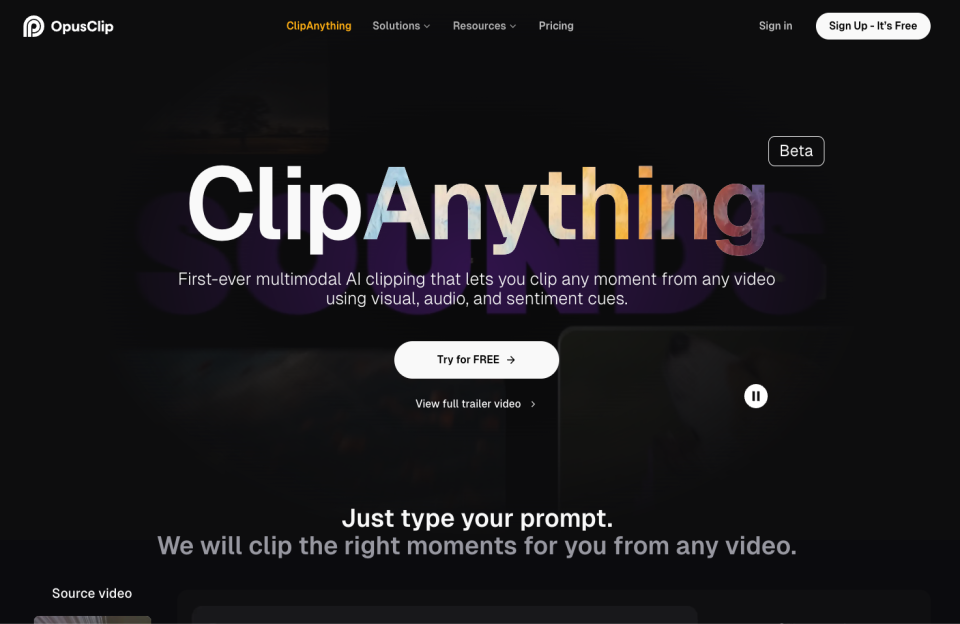 OpusClip
ClipAnything
Solutions
Resources
Pricing
Sign in
Sign Up - It's Free
Beta
ClipAnything
SOUNDS
First-ever multimodal AI clipping that lets you clip any moment from any video
using visual, audio, and sentiment cues.
Try for FREE →
View full trailer video >
Just type your prompt.
We will clip the right moments for you from any video.
Source video